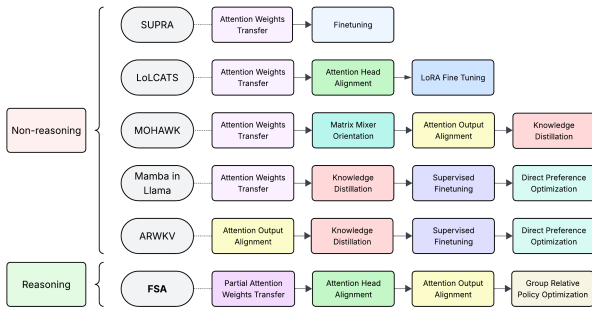 SUPRA
Attention Weights
Transfer
Finetuning
LoLCATS
Attention Weights
Transfer
Attention Head
Alignment
LoRA Fine Tuning
Non-reasoning
MOHAWK
Attention Weights
Transfer
Matrix Mixer
Orientation
Attention Output
Alignment
Knowledge
Distillation
Mamba in
Llama
Attention Weights
Transfer
Knowledge
Distillation
Supervised
Finetuning
Direct Preference
Optimization
ARWKV
Attention Output
Alignment
Knowledge
Distillation
Supervised
Finetuning
Direct Preference
Optimization
Reasoning
FSA
Partial Attention
Weights Transfer
Attention Head
Alignment
Attention Output
Alignment
Group Relative
Policy Optimization